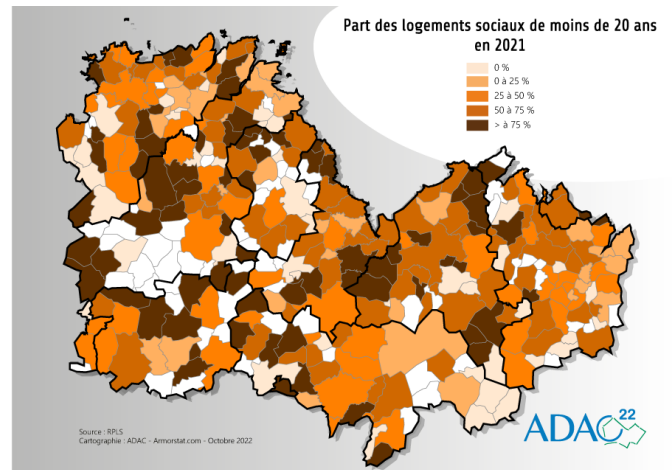 Part des logements sociaux de moins de 20 ans
en 2021
0 %
0 à 25 %
25 à 50 %
50 à 75 %
> à 75 %
Source : RPLS
Cartographie : ADAC - Armorstat.com - Octobre 2022
ADAC 22